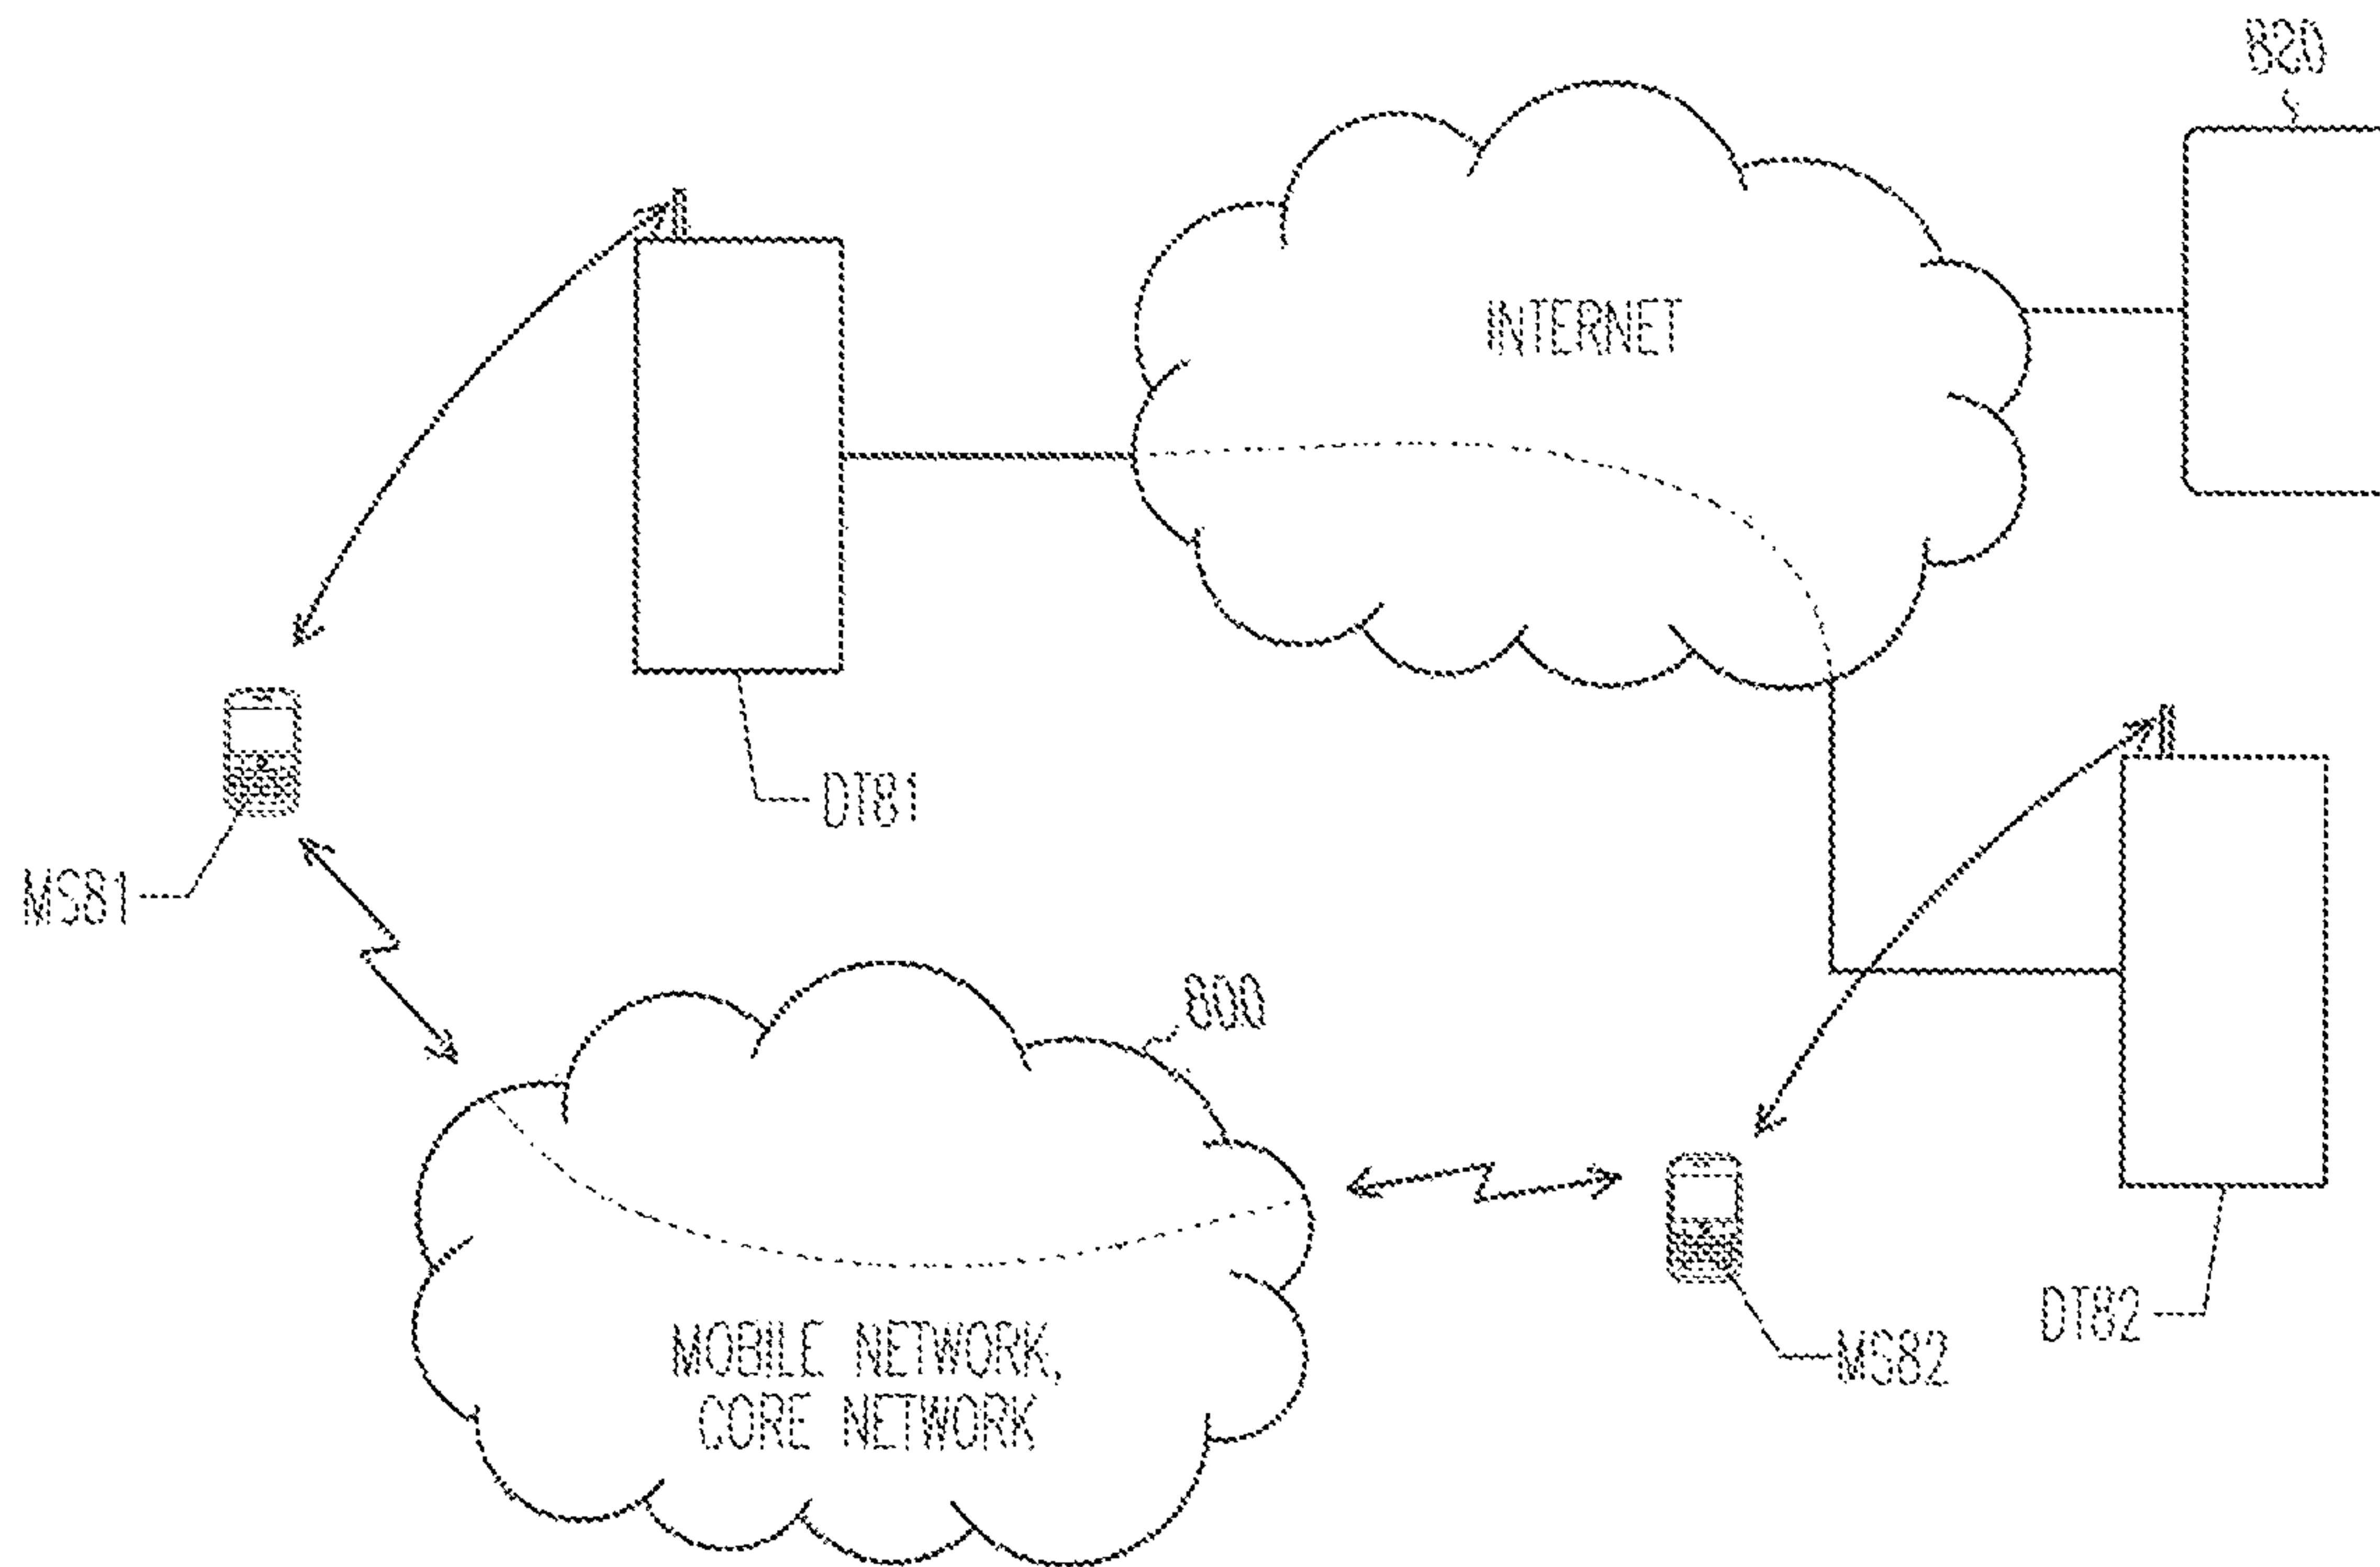 820
INTERNET
DT81
MS81
800
MOBILE NETWORK,
CORE NETWORK
DT82
MS82